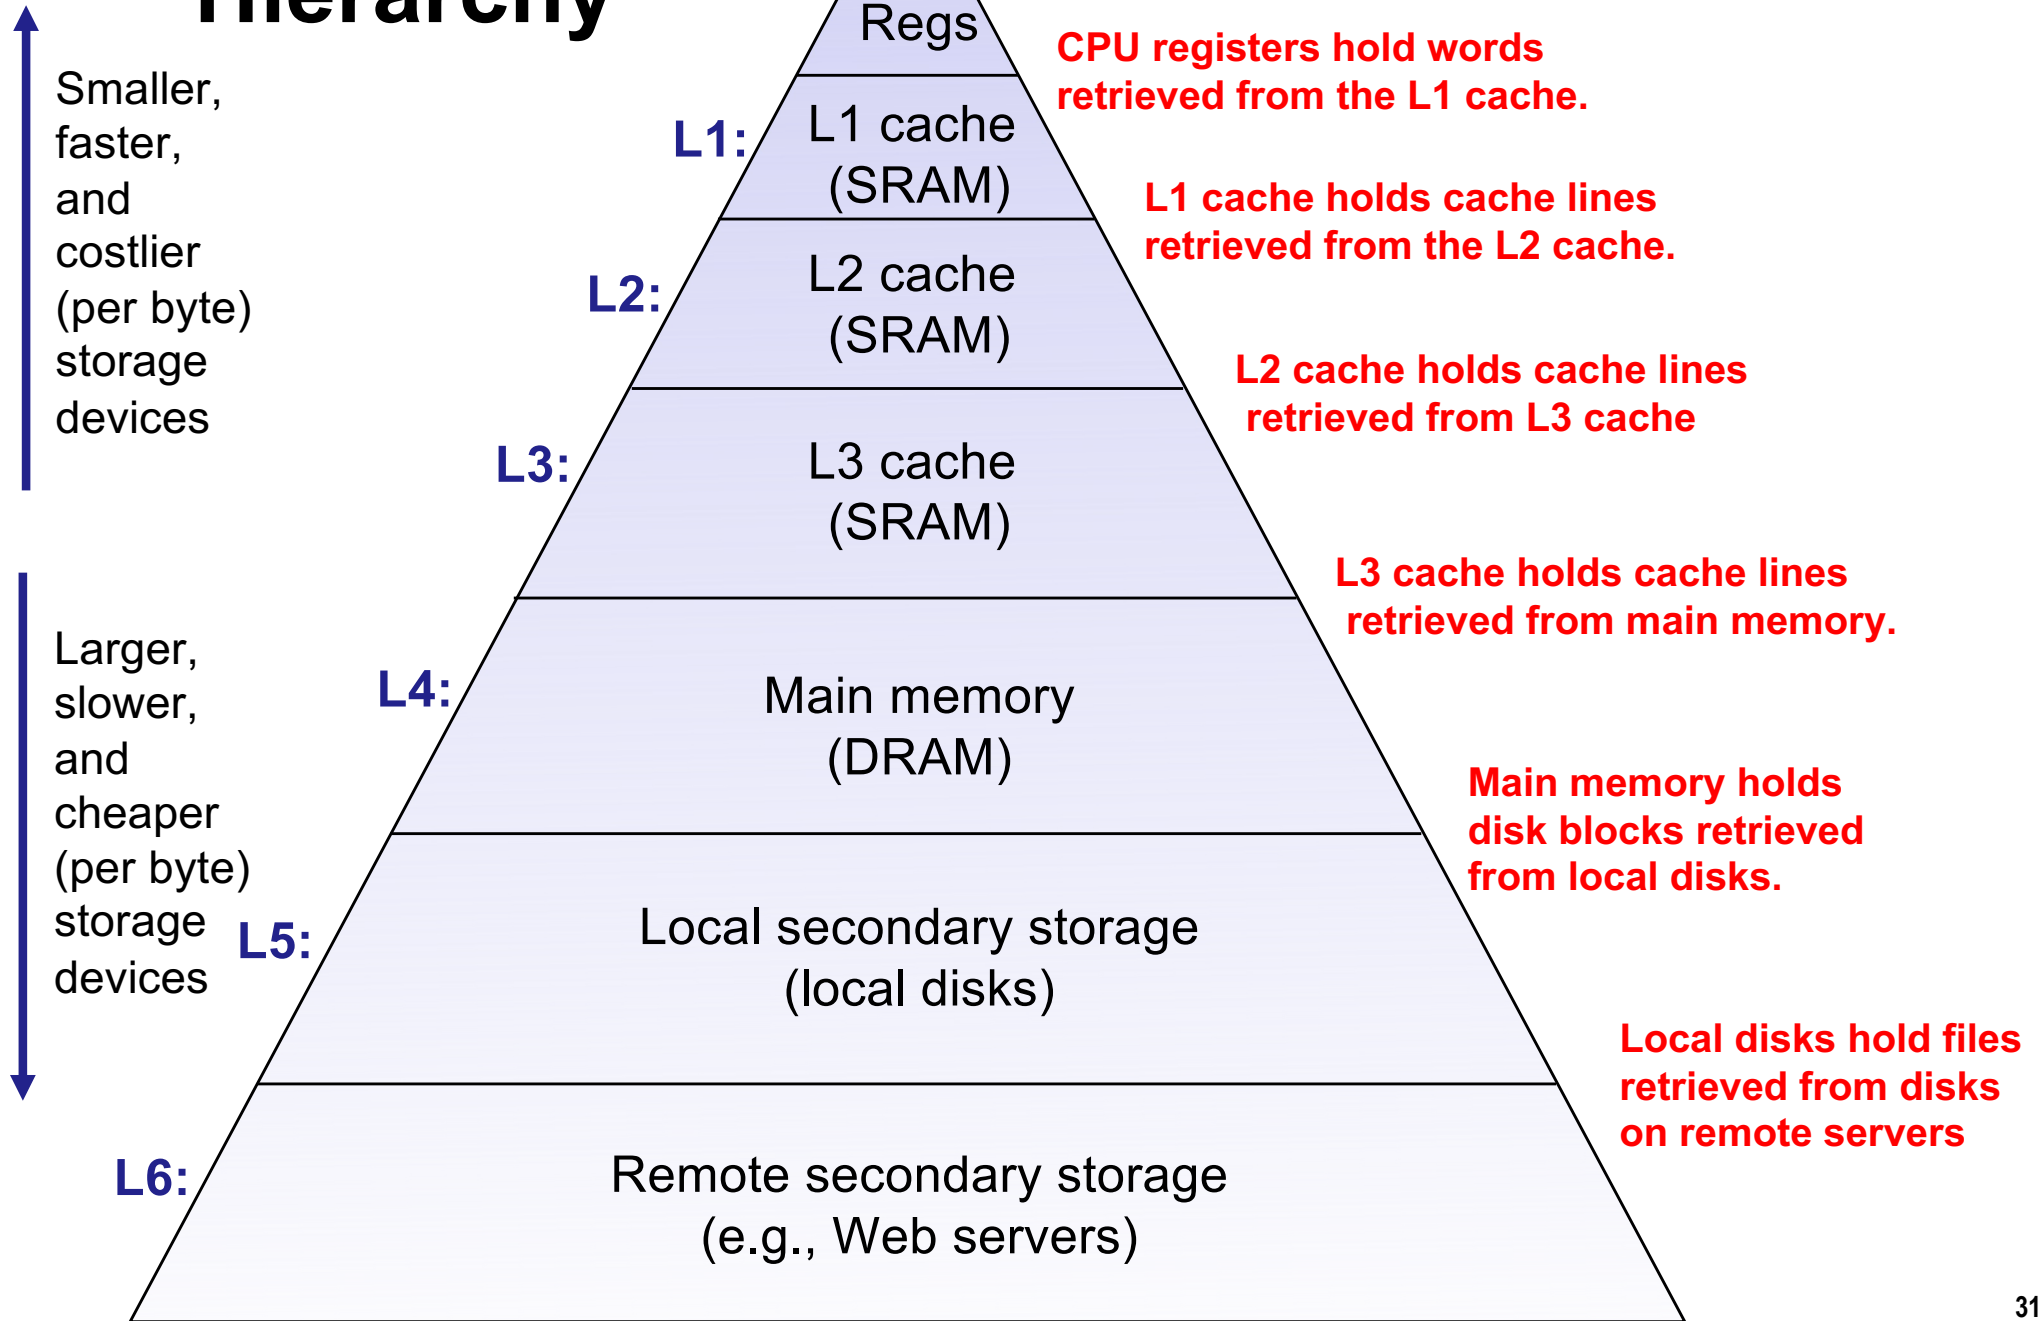 Hierarchy
Smaller,
faster,
and
costlier
(per byte)
storage
devices
Larger,
slower,
and
cheaper
(per byte)
storage
devices
Regs
CPU registers hold words
retrieved from the L1 cache.
L1:
L1 cache
(SRAM)
L1 cache holds cache lines
retrieved from the L2 cache.
L2:
L2 cache
(SRAM)
L2 cache holds cache lines
retrieved from L3 cache
L3:
L3 cache
(SRAM)
L3 cache holds cache lines
retrieved from main memory.
L4:
Main memory
(DRAM)
Main memory holds
disk blocks retrieved
from local disks.
L5:
Local secondary storage
(local disks)
Local disks hold files
retrieved from disks
on remote servers
L6:
Remote secondary storage
(e.g., Web servers)
31